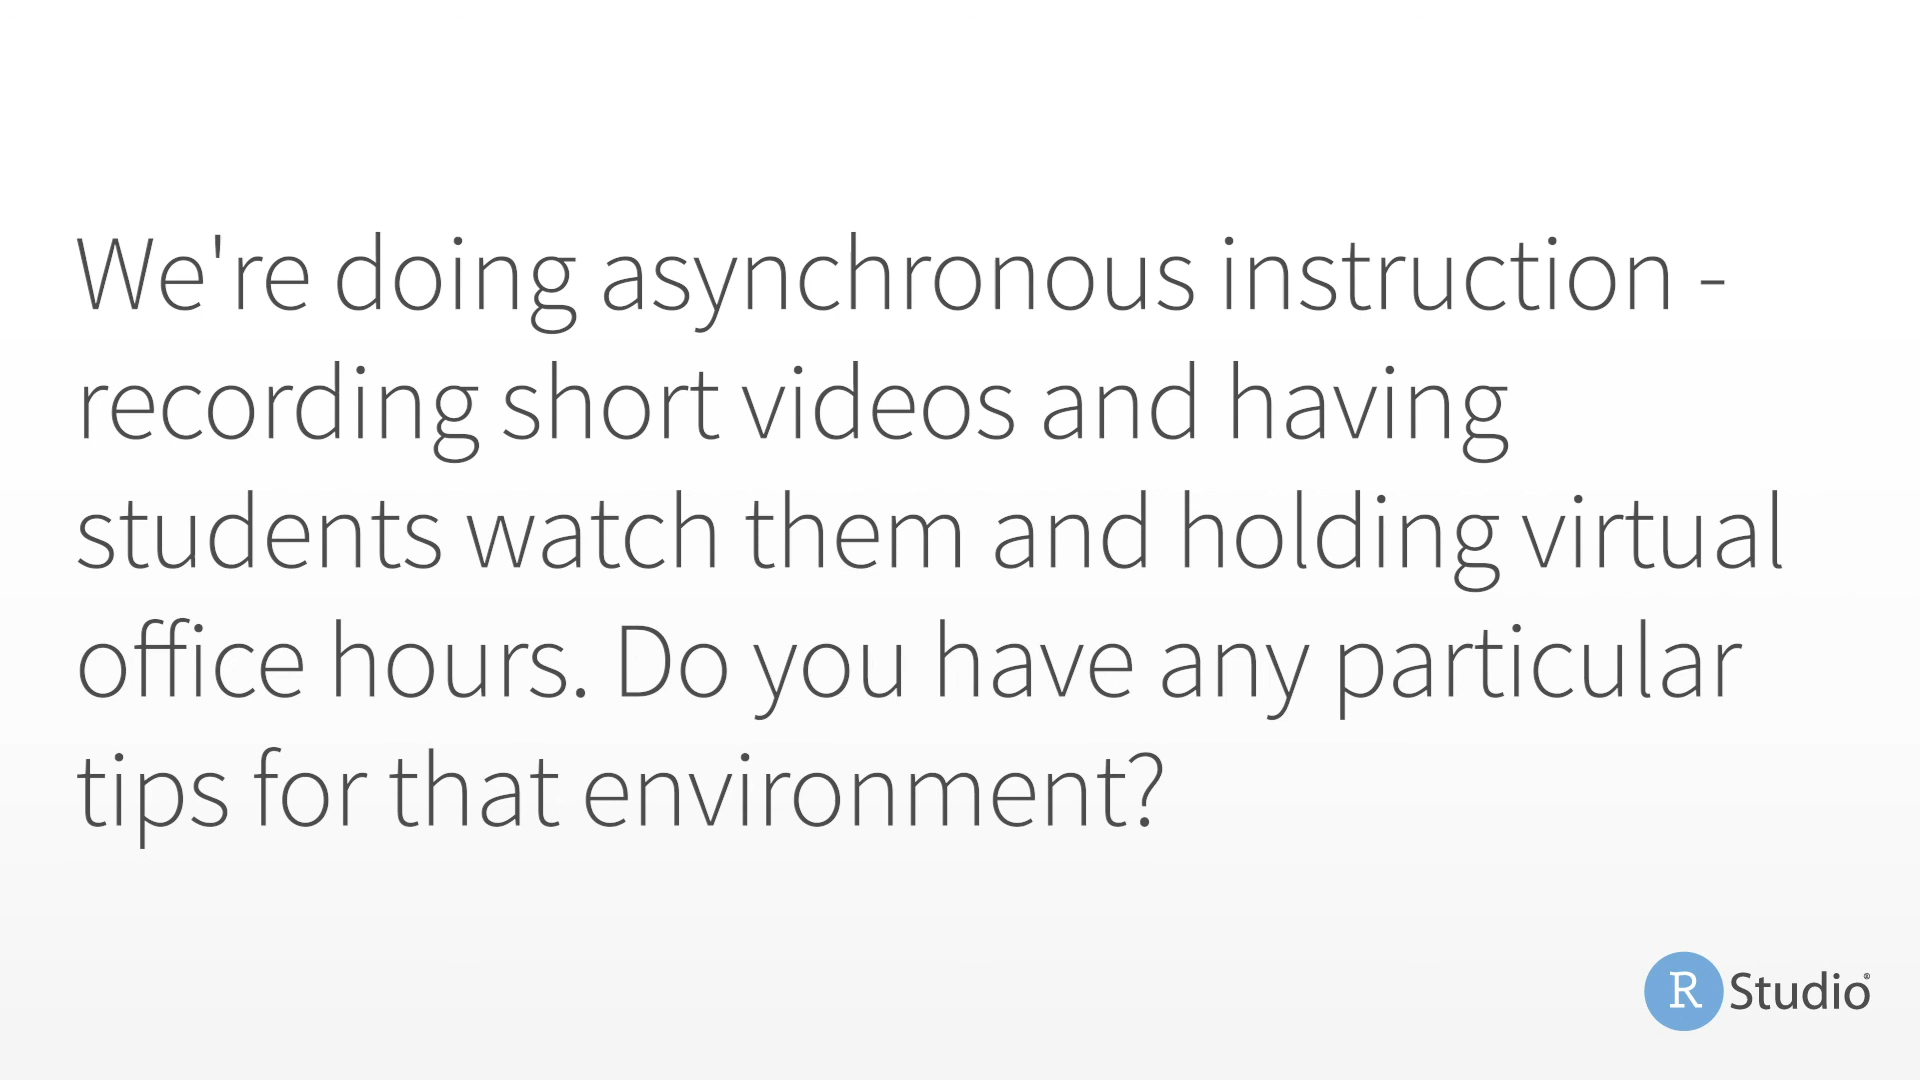 We're doing asynchronous instruction -
recording short videos and having
students watch them and holding virtual
office hours. Do you have any particular
tips for that environment?
R Studio®